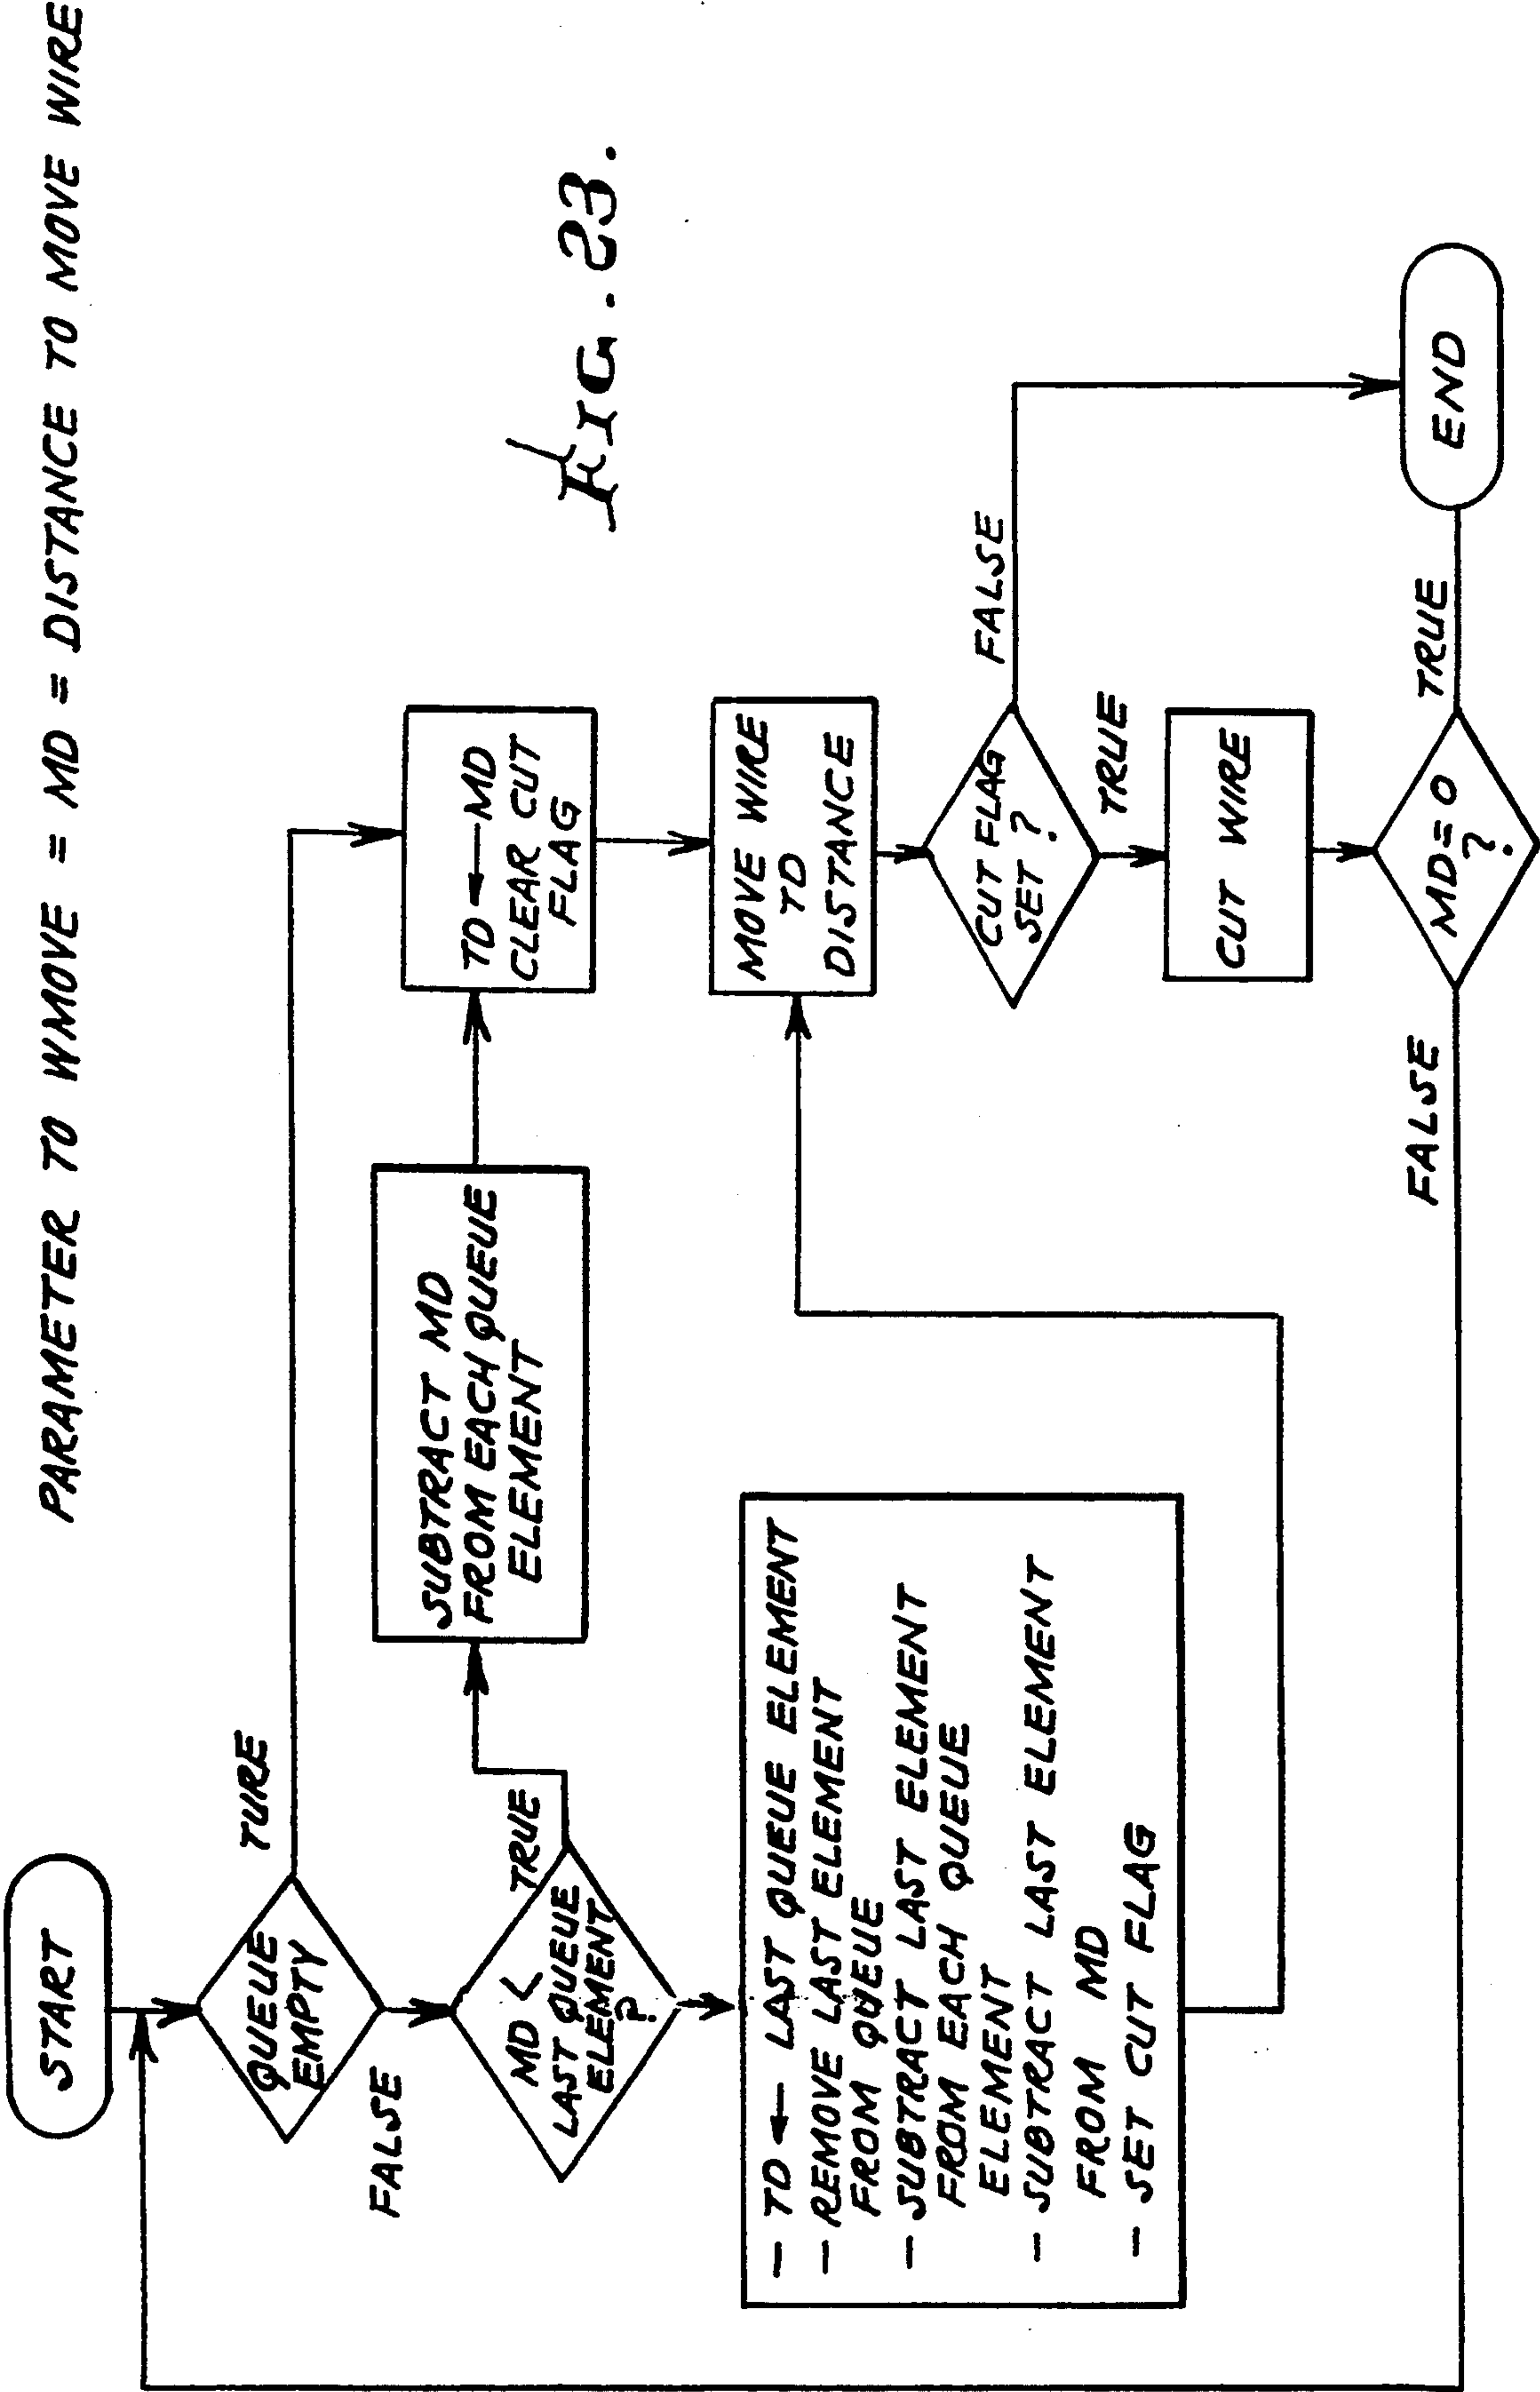 PARAMETER TO WMOVE = MD = DISTANCE TO MOVE WIRE
START
QUEUE
EMPTY
TURE
FALSE
MD <
LAST QUEUE
ELEMENT
?
TRUE
SUBTRACT MD
FROM EACH QUEUE
ELEMENT
TD ← MD
CLEAR CUT
FLAG
- TD ← LAST QUEUE ELEMENT
- REMOVE LAST ELEMENT
FROM QUEUE
- SUBTRACT LAST ELEMENT
FROM EACH QUEUE
ELEMENT
- SUBTRACT LAST ELEMENT
FROM MD
- SET CUT FLAG
MOVE WIRE
TD
DISTANCE
CUT FLAG
SET ?
FALSE
TRUE
CUT WIRE
MD=0
?
FALSE
TRUE
END
FIG. 23.